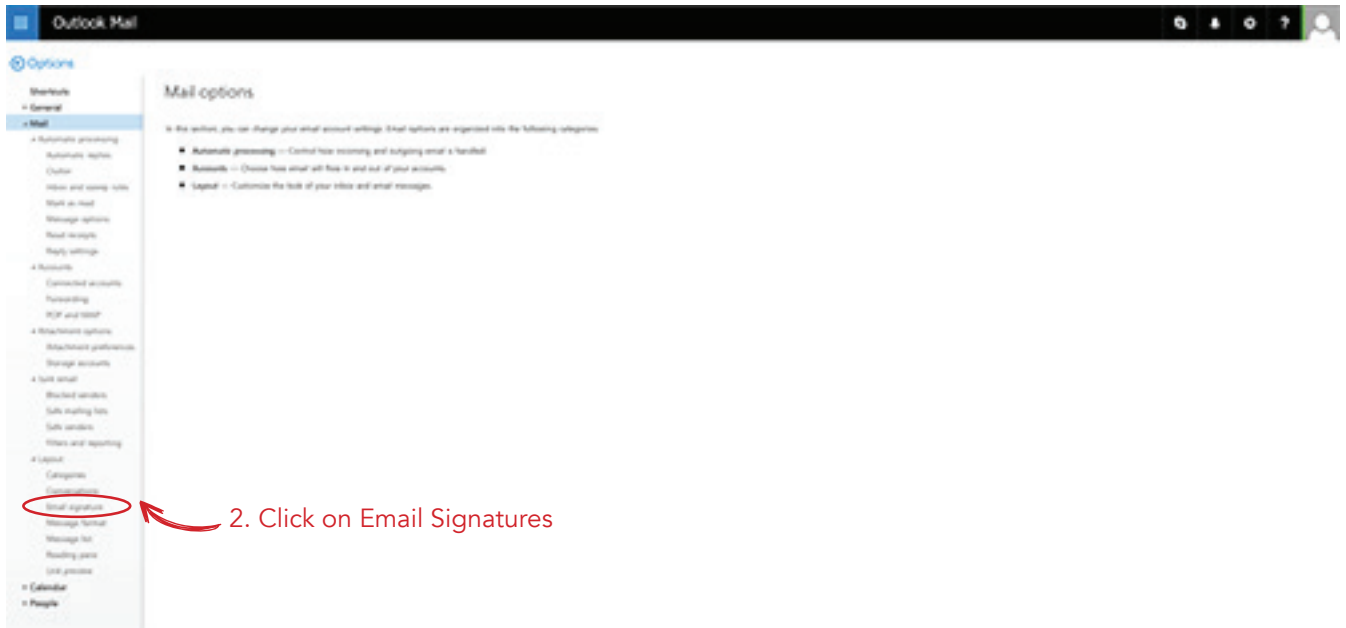 Outlook Mail
?
Options
Shortcuts
General
Mail
Automatic processing
Automatic replies
Clutter
Inbox and sweep rules
Mark as read
Message options
Read receipts
Reply settings
Accounts
Connected accounts
Forwarding
POP and IMAP
Attachment options
Attachment preferences
Storage accounts
Junk email
Blocked senders
Safe mailing lists
Safe senders
Filters and reporting
Layout
Categories
Conversations
Email signature
Message format
Message list
Reading pane
Link preview
Calendar
People
Mail options
In this section, you can change your email account settings. Email options are organized into the following categories:
Automatic processing — Control how incoming and outgoing email is handled.
Accounts — Choose how email will flow in and out of your accounts.
Layout — Customize the look of your inbox and email messages.
2. Click on Email Signatures